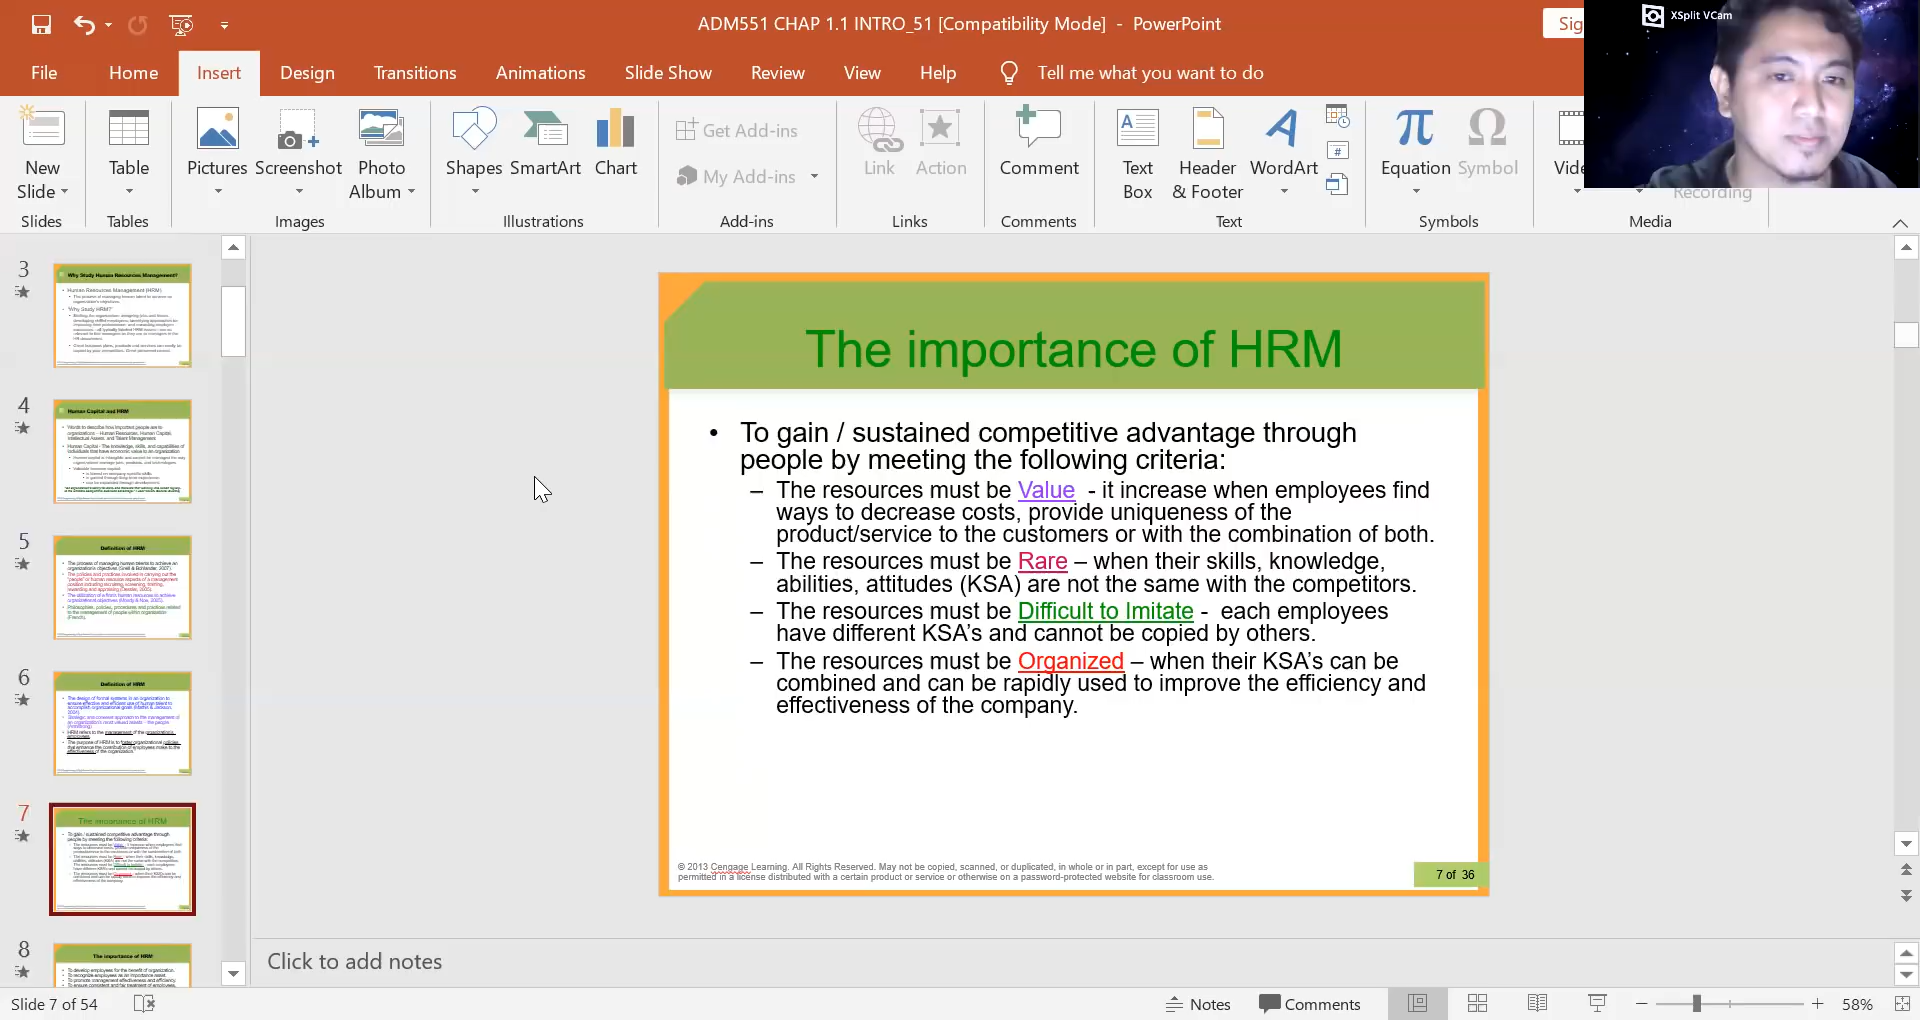 ADM551 CHAP 1.1 INTRO_51 [Compatibility Mode] - PowerPoint
Sig
XSplit VCam
File Home Insert Design Transitions Animations Slide Show Review View Help Tell me what you want to do
New Slide
Table
Pictures
Screenshot
Photo Album
Shapes
SmartArt
Chart
Get Add-ins
My Add-ins
Link
Action
Comment
Text Box
Header & Footer
WordArt
Equation
Symbol
Recording
Slides Tables Images Illustrations Add-ins Links Comments Text Symbols Media
3
Why Study Human Resources Management?
Human Resources Management (HRM)
4
Human Capital and HRM
5
Definition of HRM
6
Definition of HRM
7
The importance of HRM
8
The importance of HRM
The importance of HRM
• To gain / sustained competitive advantage through
people by meeting the following criteria:
– The resources must be Value - it increase when employees find
ways to decrease costs, provide uniqueness of the
product/service to the customers or with the combination of both.
– The resources must be Rare – when their skills, knowledge,
abilities, attitudes (KSA) are not the same with the competitors.
– The resources must be Difficult to Imitate - each employees
have different KSA's and cannot be copied by others.
– The resources must be Organized – when their KSA's can be
combined and can be rapidly used to improve the efficiency and
effectiveness of the company.
© 2013 Cengage Learning. All Rights Reserved. May not be copied, scanned, or duplicated, in whole or in part, except for use as
permitted in a license distributed with a certain product or service or otherwise on a password-protected website for classroom use.
7 of 36
Click to add notes
Slide 7 of 54
Notes
Comments
58%